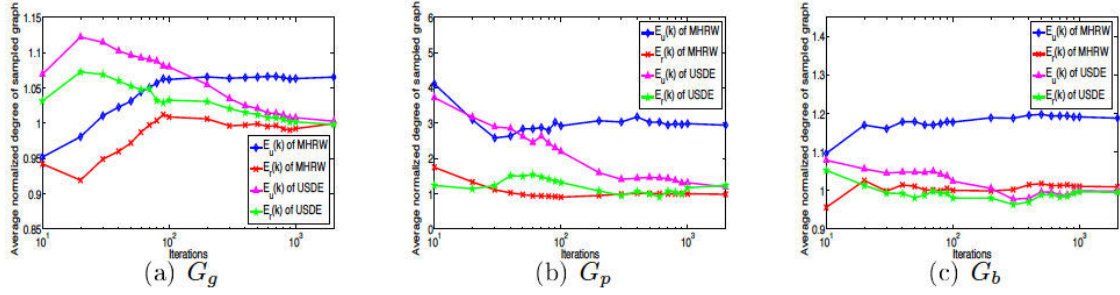 Average normalized degree of sampled graph
1.15
1.1
1.05
1
0.95
0.9
0.85
10^1
10^2
10^3
Iterations
E_u(k) of MHRW
E_r(k) of MHRW
E_u(k) of USDE
E_r(k) of USDE
(a) G_g
Average normalized degree of sampled graph
6
5
4
3
2
1
0
10^1
10^2
10^3
Iterations
E_u(k) of MHRW
E_r(k) of MHRW
E_u(k) of USDE
E_r(k) of USDE
(b) G_p
Average normalized degree of sampled graph
1.4
1.3
1.2
1.1
1
0.9
10^1
10^2
10^3
Iterations
E_u(k) of MHRW
E_r(k) of MHRW
E_u(k) of USDE
E_r(k) of USDE
(c) G_b